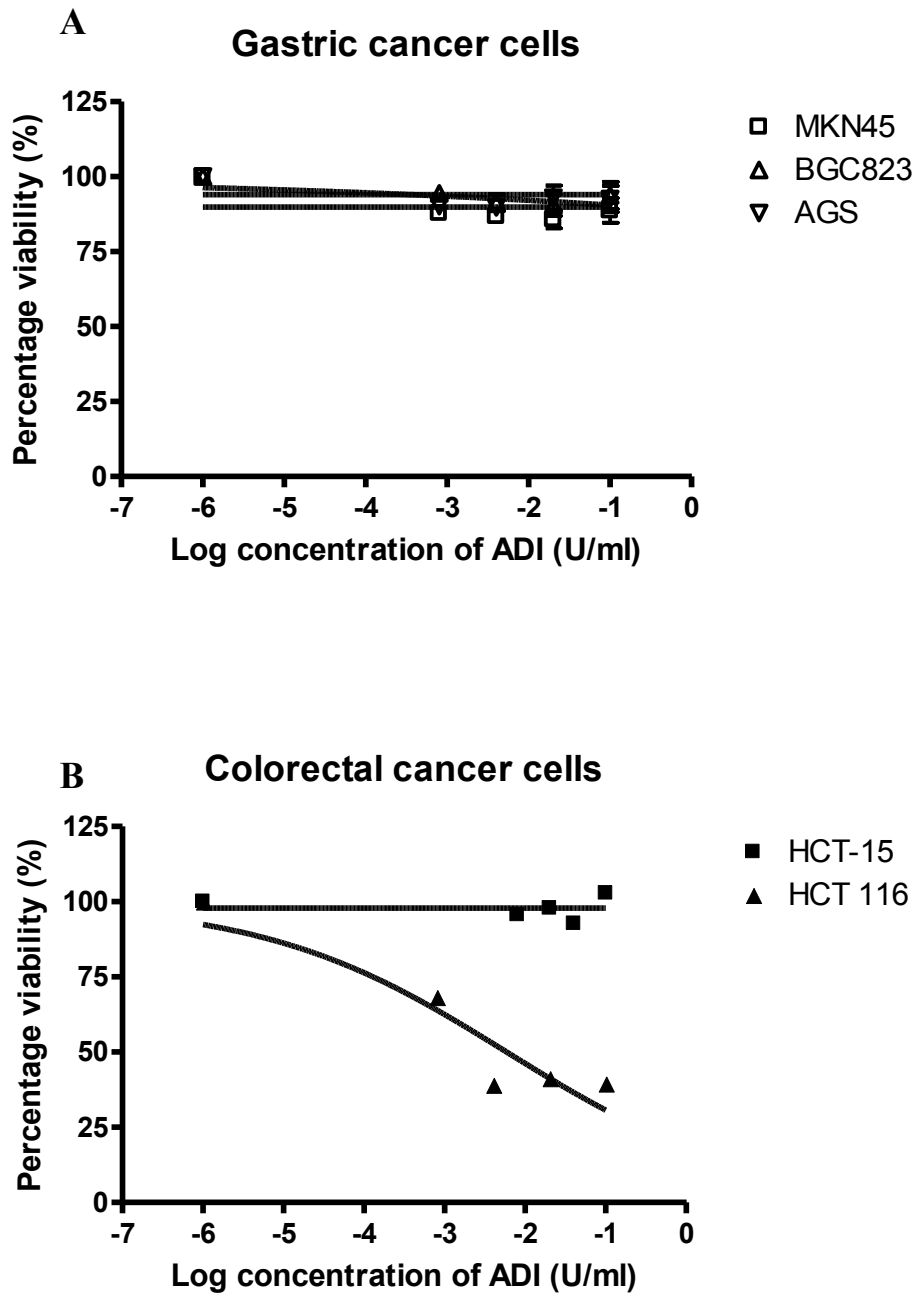 A
Gastric cancer cells
Percentage viability (%)
125
100
75
50
25
0
-7 -6 -5 -4 -3 -2 -1 0
Log concentration of ADI (U/ml)
MKN45
BGC823
AGS
B
Colorectal cancer cells
Percentage viability (%)
125
100
75
50
25
0
-7 -6 -5 -4 -3 -2 -1 0
Log concentration of ADI (U/ml)
HCT-15
HCT 116